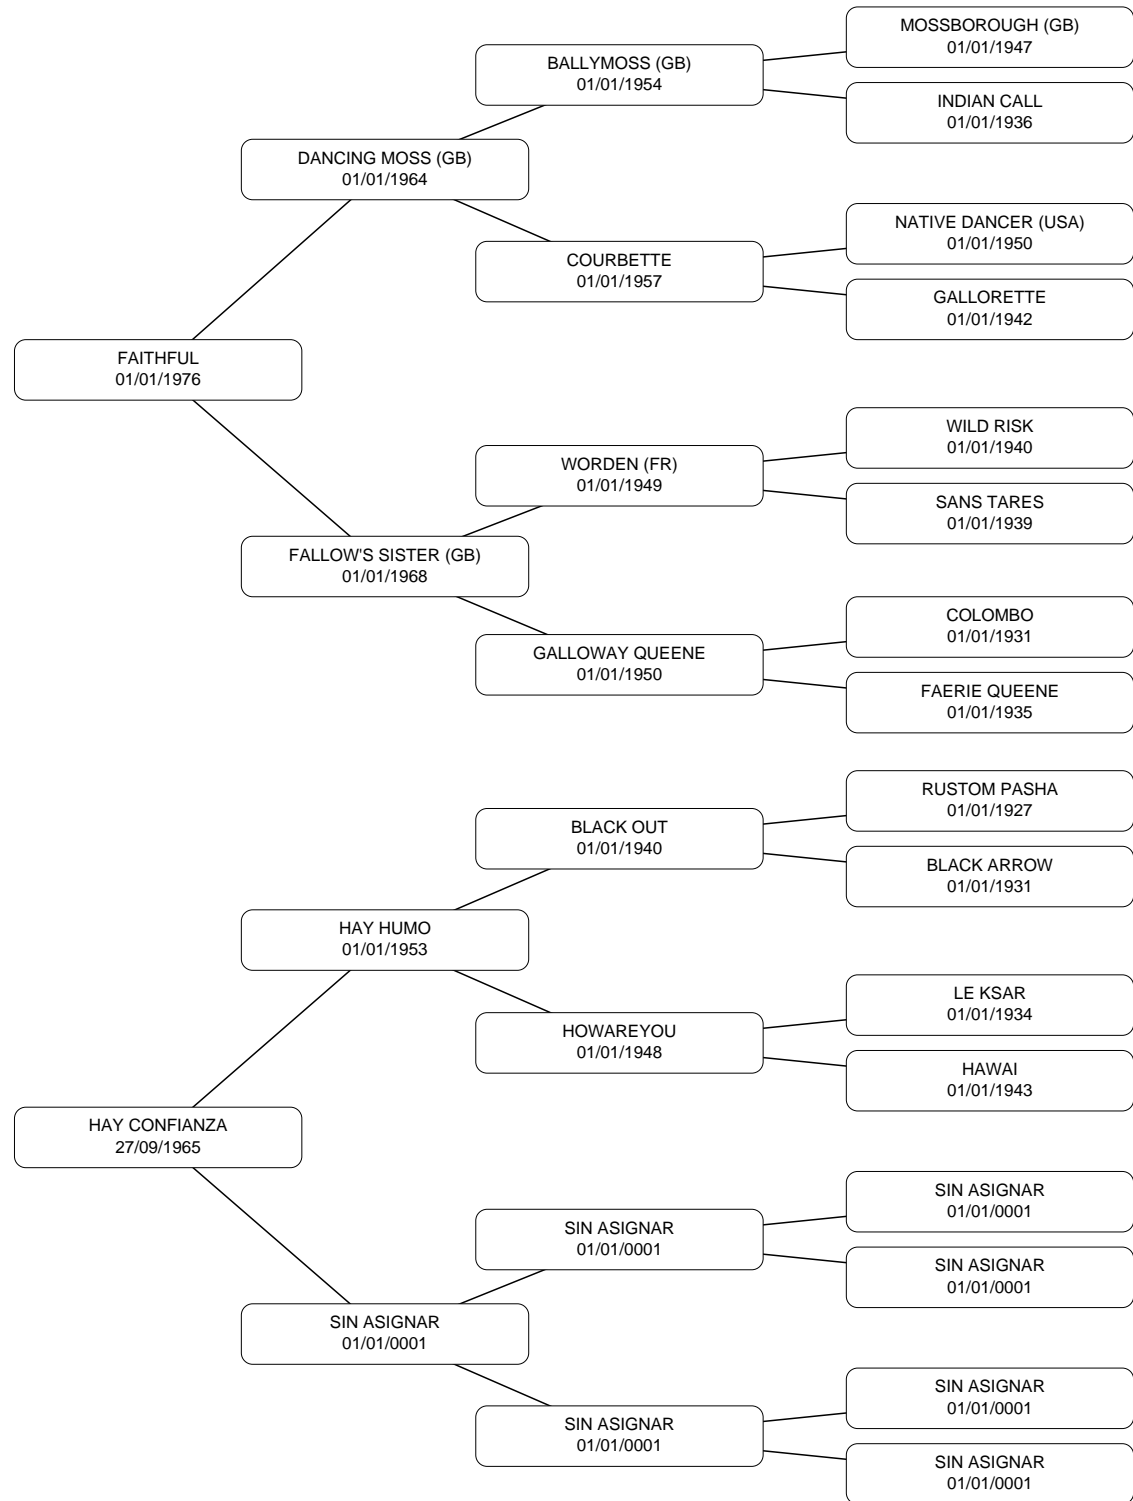 MOSSBOROUGH (GB)
01/01/1947
BALLYMOSS (GB)
01/01/1954
INDIAN CALL
01/01/1936
DANCING MOSS (GB)
01/01/1964
NATIVE DANCER (USA)
01/01/1950
COURBETTE
01/01/1957
GALLORETTE
01/01/1942
FAITHFUL
01/01/1976
WILD RISK
01/01/1940
WORDEN (FR)
01/01/1949
SANS TARES
01/01/1939
FALLOW'S SISTER (GB)
01/01/1968
COLOMBO
01/01/1931
GALLOWAY QUEENE
01/01/1950
FAERIE QUEENE
01/01/1935
RUSTOM PASHA
01/01/1927
BLACK OUT
01/01/1940
BLACK ARROW
01/01/1931
HAY HUMO
01/01/1953
LE KSAR
01/01/1934
HOWAREYOU
01/01/1948
HAWAI
01/01/1943
HAY CONFIANZA
27/09/1965
SIN ASIGNAR
01/01/0001
SIN ASIGNAR
01/01/0001
SIN ASIGNAR
01/01/0001
SIN ASIGNAR
01/01/0001
SIN ASIGNAR
01/01/0001
SIN ASIGNAR
01/01/0001
SIN ASIGNAR
01/01/0001